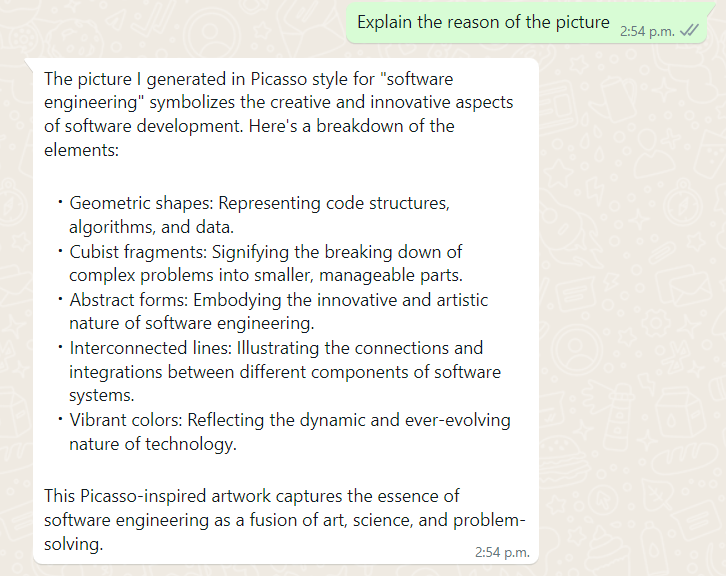 Explain the reason of the picture
2:54 p.m.
The picture I generated in Picasso style for "software
engineering" symbolizes the creative and innovative aspects
of software development. Here's a breakdown of the
elements:
• Geometric shapes: Representing code structures,
algorithms, and data.
• Cubist fragments: Signifying the breaking down of
complex problems into smaller, manageable parts.
• Abstract forms: Embodying the innovative and artistic
nature of software engineering.
• Interconnected lines: Illustrating the connections and
integrations between different components of software
systems.
• Vibrant colors: Reflecting the dynamic and ever-evolving
nature of technology.
This Picasso-inspired artwork captures the essence of
software engineering as a fusion of art, science, and problem-
solving.
2:54 p.m.